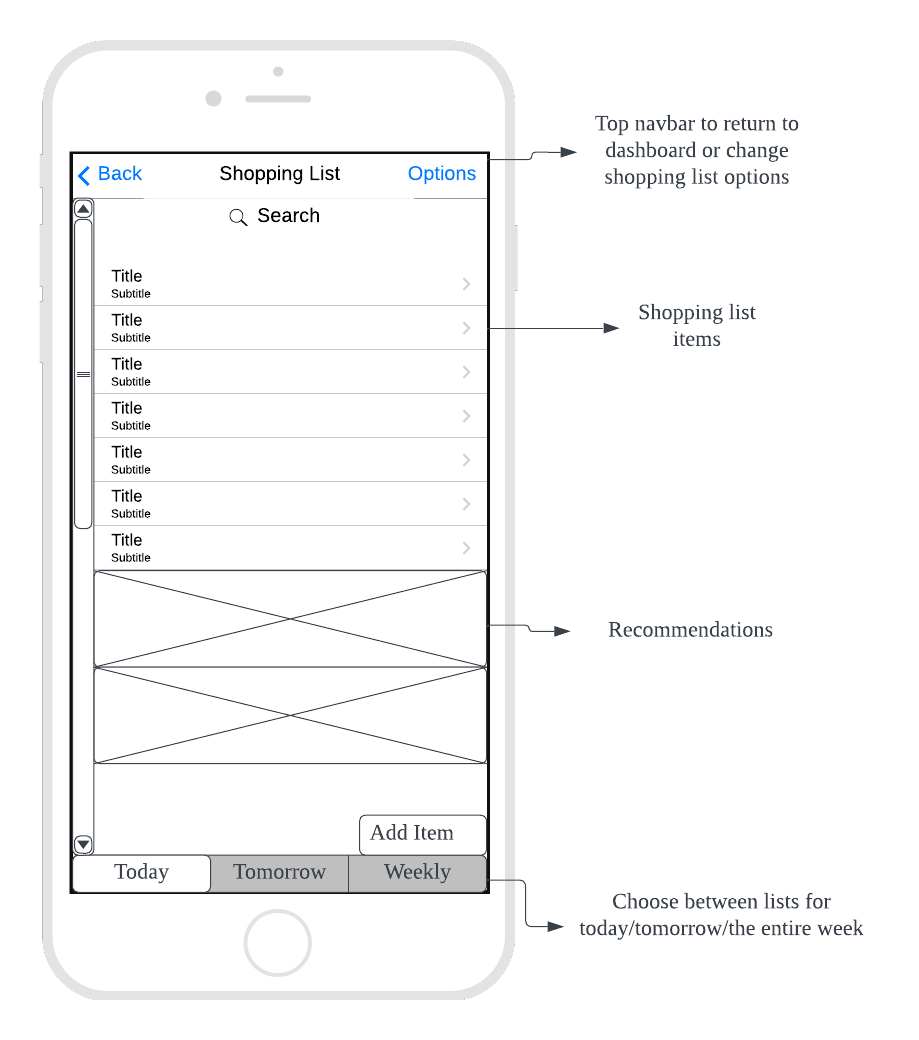 Back Shopping List Options
Search
Title
Subtitle
Title
Subtitle
Title
Subtitle
Title
Subtitle
Title
Subtitle
Title
Subtitle
Title
Subtitle
Add Item
Today Tomorrow Weekly
Top navbar to return to
dashboard or change
shopping list options
Shopping list
items
Recommendations
Choose between lists for
today/tomorrow/the entire week